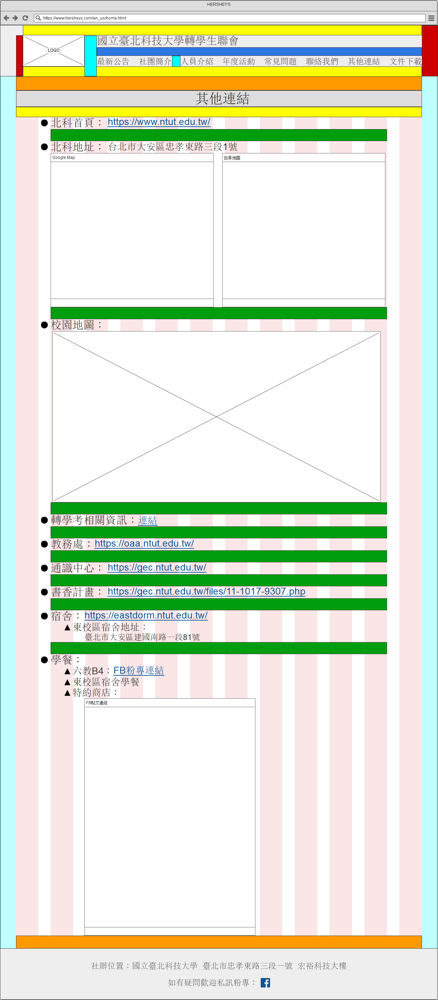 HERSHEY'S
https://www.hersheys.com/en_us/home.html
LOGO
國立臺北科技大學轉學生聯會
最新公告 社團簡介 人員介紹 年度活動 常見問題 聯絡我們 其他連結 文件下載
其他連結
北科首頁： https://www.ntut.edu.tw/
北科地址： 台北市大安區忠孝東路三段1號
Google Map 街景地圖
校園地圖：
轉學考相關資訊：連結
教務處：https://oaa.ntut.edu.tw/
通識中心： https://gec.ntut.edu.tw/
書香計畫： https://gec.ntut.edu.tw/files/11-1017-9307.php
宿舍：https://eastdorm.ntut.edu.tw/
▲東校區宿舍地址：
臺北市大安區建國南路一段81號
學餐：
▲六教B4：FB粉專連結
▲東校區宿舍學餐
▲特約商店：
FB貼文連結
社辦位置：國立臺北科技大學 臺北市忠孝東路三段一號 宏裕科技大樓
如有疑問歡迎私訊粉專：